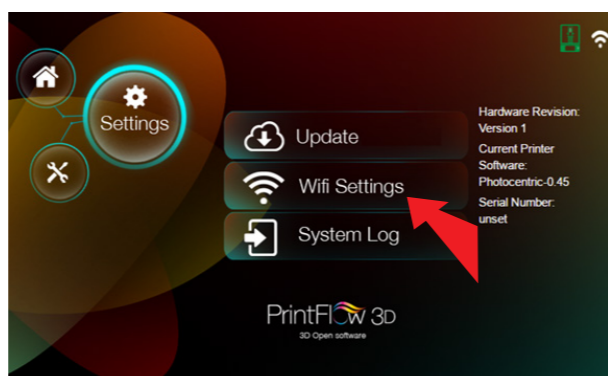 Settings
Update
Wifi Settings
System Log
Hardware Revision:
Version 1
Current Printer
Software:
Photocentric-0.45
Serial Number:
unset
PrintFlow 3D
3D Open software